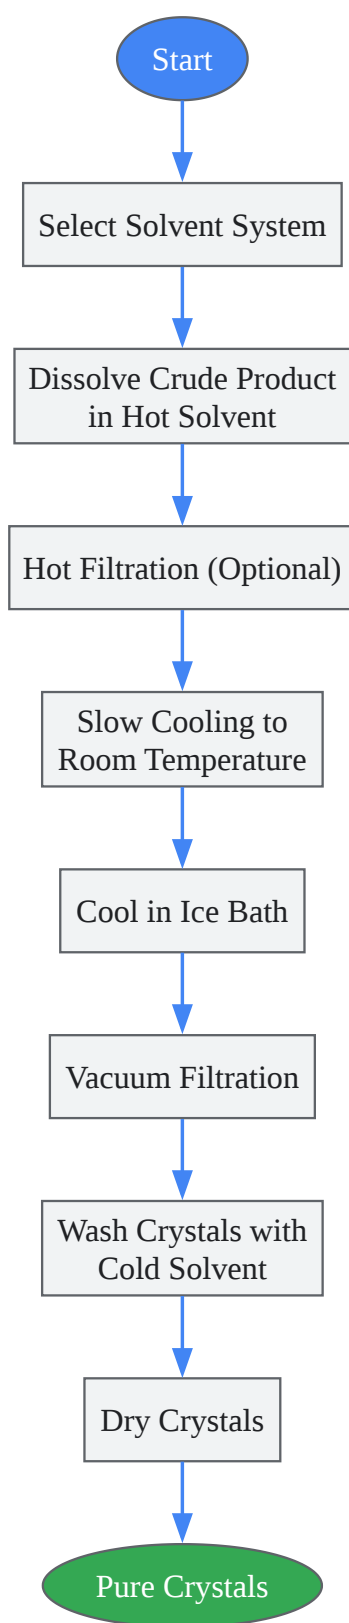 Start
Select Solvent System
Dissolve Crude Product
in Hot Solvent
Hot Filtration (Optional)
Slow Cooling to
Room Temperature
Cool in Ice Bath
Vacuum Filtration
Wash Crystals with
Cold Solvent
Dry Crystals
Pure Crystals